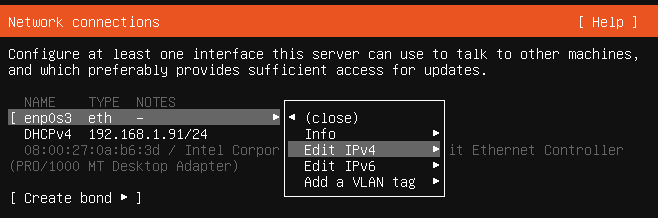 Network connections [ Help ]
Configure at least one interface this server can use to talk to other machines,
and which preferably provides sufficient access for updates.
NAME TYPE NOTES
[ enp0s3 eth - ▸
DHCPv4 192.168.1.91/24
08:00:27:0a:b6:3d / Intel Corpor it Ethernet Controller
(PRO/1000 MT Desktop Adapter)
◂ (close)
Info ▸
Edit IPv4 ▸
Edit IPv6 ▸
Add a VLAN tag ▸
[ Create bond ▸ ]